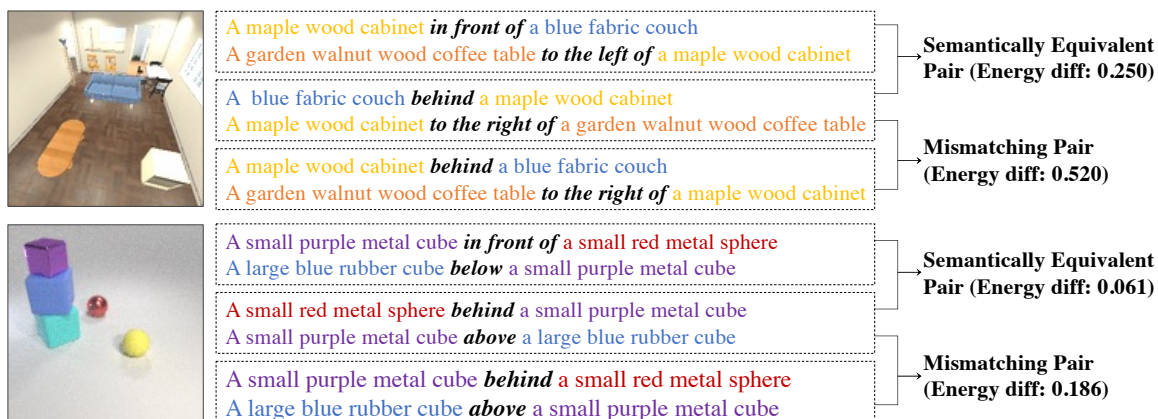 A maple wood cabinet in front of a blue fabric couch
A garden walnut wood coffee table to the left of a maple wood cabinet
Semantically Equivalent
Pair (Energy diff: 0.250)
A blue fabric couch behind a maple wood cabinet
A maple wood cabinet to the right of a garden walnut wood coffee table
Mismatching Pair
(Energy diff: 0.520)
A maple wood cabinet behind a blue fabric couch
A garden walnut wood coffee table to the right of a maple wood cabinet
A small purple metal cube in front of a small red metal sphere
A large blue rubber cube below a small purple metal cube
Semantically Equivalent
Pair (Energy diff: 0.061)
A small red metal sphere behind a small purple metal cube
A small purple metal cube above a large blue rubber cube
Mismatching Pair
(Energy diff: 0.186)
A small purple metal cube behind a small red metal sphere
A large blue rubber cube above a small purple metal cube